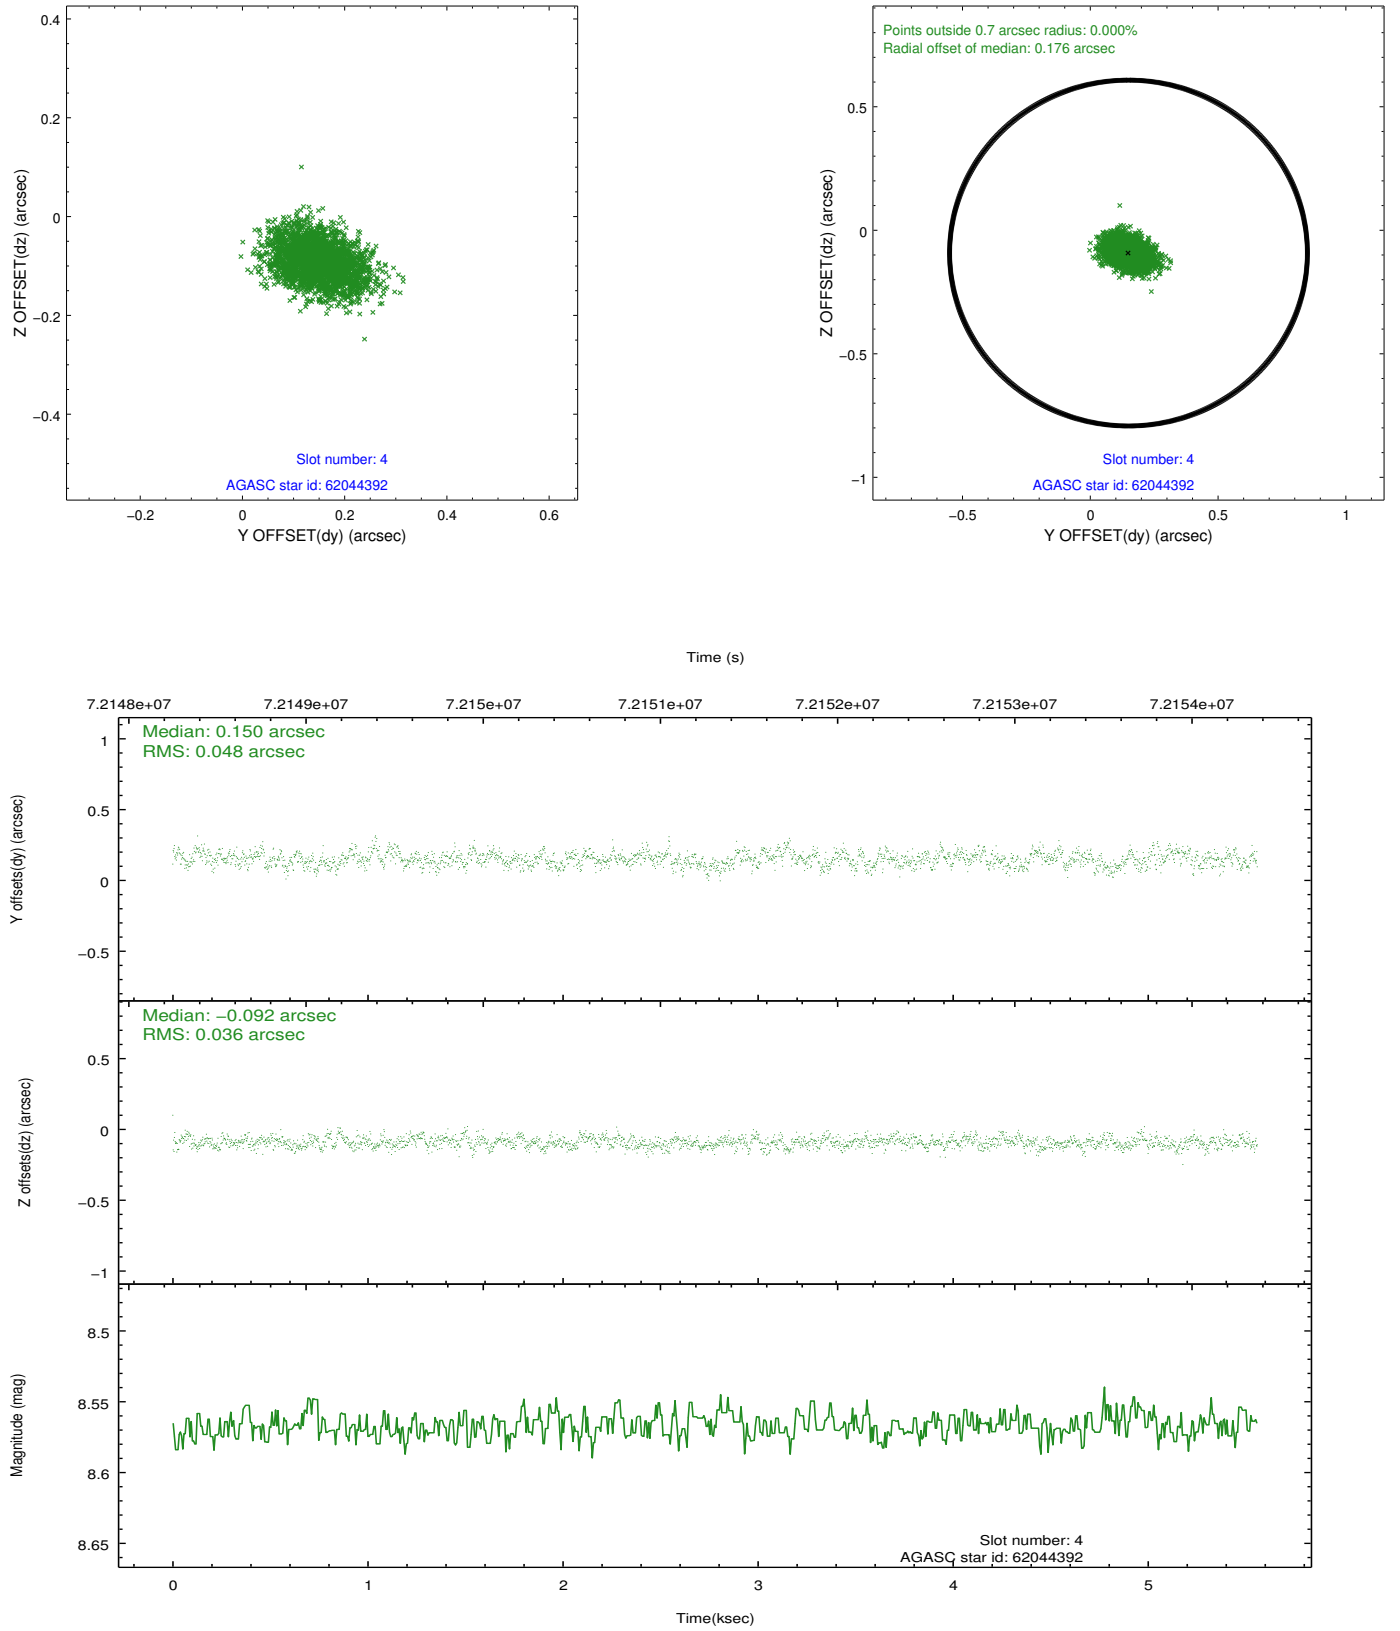 0.4
0.2
0
−0.2
−0.4
Z OFFSET(dz) (arcsec)
Slot number: 4
AGASC star id: 62044392
−0.2 0 0.2 0.4 0.6
Y OFFSET(dy) (arcsec)
Points outside 0.7 arcsec radius: 0.000%
Radial offset of median: 0.176 arcsec
0.5
0
−0.5
−1
Z OFFSET(dz) (arcsec)
Slot number: 4
AGASC star id: 62044392
−0.5 0 0.5 1
Y OFFSET(dy) (arcsec)
Time (s)
7.2148e+07 7.2149e+07 7.215e+07 7.2151e+07 7.2152e+07 7.2153e+07 7.2154e+07
Median: 0.150 arcsec
RMS: 0.048 arcsec
1
0.5
0
−0.5
Y offsets(dy) (arcsec)
Median: −0.092 arcsec
RMS: 0.036 arcsec
0.5
0
−0.5
−1
Z offsets(dz) (arcsec)
8.5
8.55
8.6
8.65
Magnitude (mag)
Slot number: 4
AGASC star id: 62044392
0 1 2 3 4 5
Time(ksec)